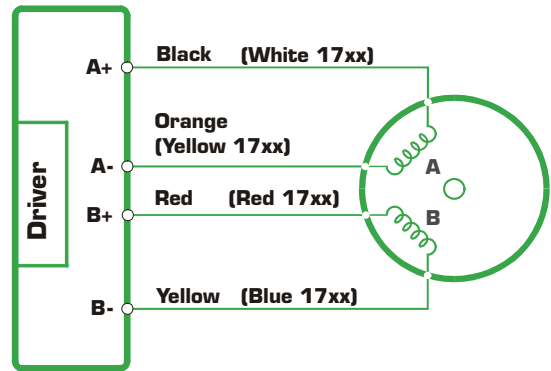 A+ Black (White 17xx)
Orange
(Yellow 17xx)
A-
A
Driver
B+ Red (Red 17xx)
B
B- Yellow (Blue 17xx)